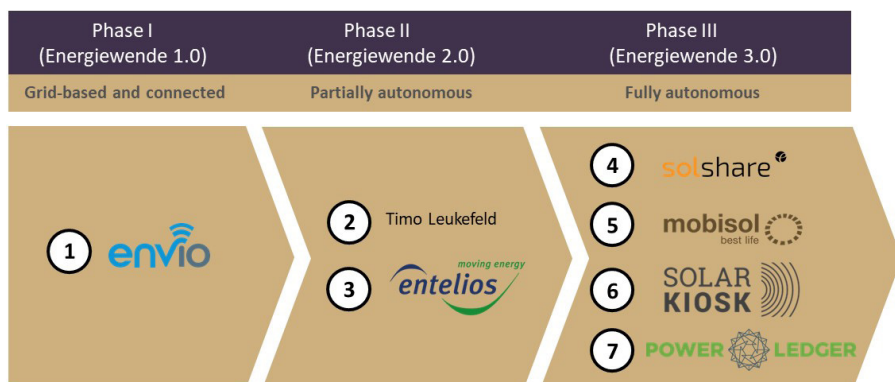 Phase I
(Energiewende 1.0)
Phase II
(Energiewende 2.0)
Phase III
(Energiewende 3.0)
Grid-based and connected
Partially autonomous
Fully autonomous
1
envio
2
Timo Leukefeld
3
moving energy
entelios
4
solshare
5
mobisol
best life
6
SOLAR
KIOSK
7
POWER LEDGER